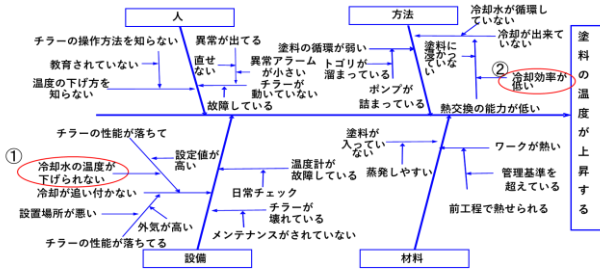 人
方法
チラーの操作方法を知らない
教育されていない
温度の下げ方を
知らない
異常が出てる
直せ
ない
異常アラーム
が小さい
チラーが
動いていない
故障している
冷却水が循環し
ていない
冷却が出来て
いない
塗料の循環が弱い
塗料に
浸かって
いない
トゴリが
溜まっている
②
冷却効率が
低い
ポンプが
詰まっている
熱交換の能力が低い
塗料の温度が上昇する
チラーの性能が落ちて
①
冷却水の温度が
下げられない
設定値が
高い
冷却が追い付かない
設置場所が悪い
外気が高い
チラーの性能が落ちてる
温度計が
故障している
日常チェック
チラーが
壊れている
メンテナンスがされていない
塗料が
入ってい
ない
蒸発しやすい
ワークが熱い
管理基準を
超えている
前工程で熱せられる
設備
材料